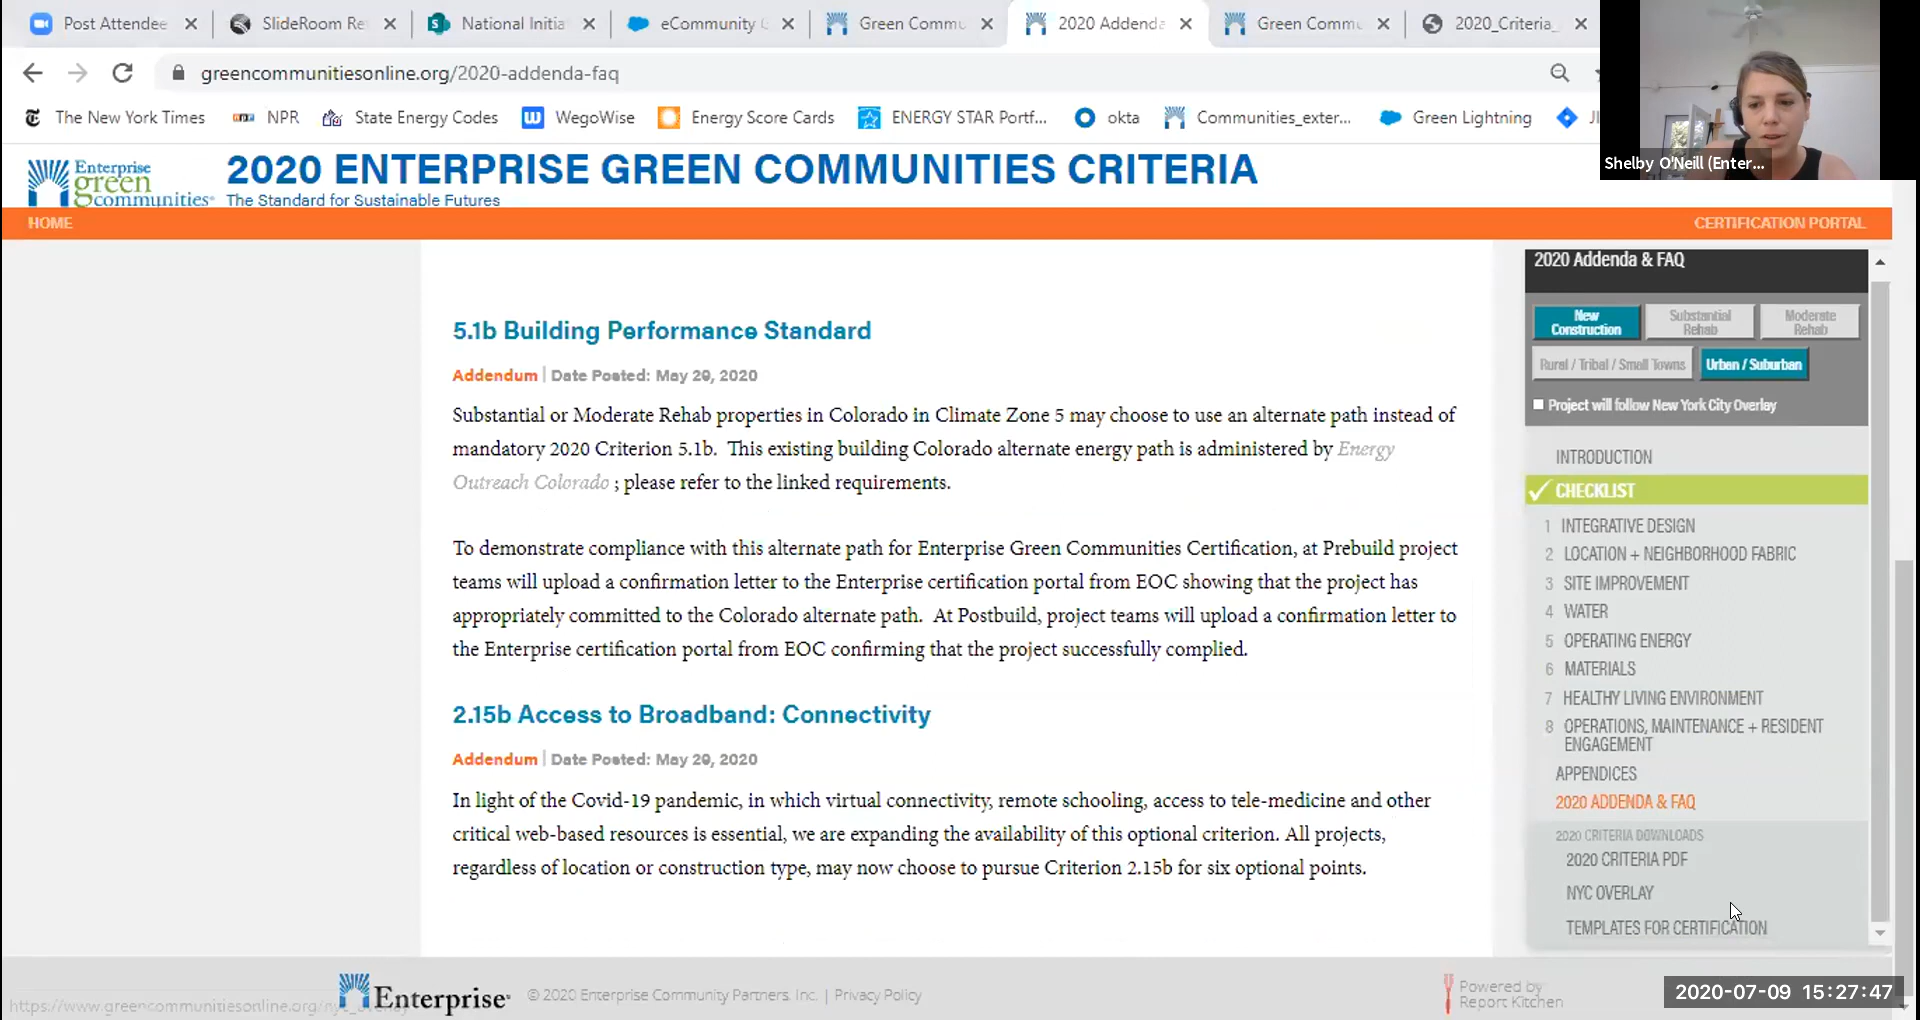 Post Attendee
SlideRoom Re
National Initia
eCommunity
Green Commu
2020 Addenda
Green Commu
2020_Criteria_
greencommunitiesonline.org/2020-addenda-faq
The New York Times
NPR
State Energy Codes
WegoWise
Energy Score Cards
ENERGY STAR Portf...
okta
Communities_exter...
Green Lightning
Shelby O'Neill (Enter...
Enterprise
green
communities
2020 ENTERPRISE GREEN COMMUNITIES CRITERIA
The Standard for Sustainable Futures
HOME
CERTIFICATION PORTAL
5.1b Building Performance Standard
Addendum | Date Posted: May 29, 2020
Substantial or Moderate Rehab properties in Colorado in Climate Zone 5 may choose to use an alternate path instead of
mandatory 2020 Criterion 5.1b. This existing building Colorado alternate energy path is administered by Energy
Outreach Colorado ; please refer to the linked requirements.
To demonstrate compliance with this alternate path for Enterprise Green Communities Certification, at Prebuild project
teams will upload a confirmation letter to the Enterprise certification portal from EOC showing that the project has
appropriately committed to the Colorado alternate path. At Postbuild, project teams will upload a confirmation letter to
the Enterprise certification portal from EOC confirming that the project successfully complied.
2.15b Access to Broadband: Connectivity
Addendum | Date Posted: May 29, 2020
In light of the Covid-19 pandemic, in which virtual connectivity, remote schooling, access to tele-medicine and other
critical web-based resources is essential, we are expanding the availability of this optional criterion. All projects,
regardless of location or construction type, may now choose to pursue Criterion 2.15b for six optional points.
2020 Addenda & FAQ
New
Construction
Substantial
Rehab
Moderate
Rehab
Rural / Tribal / Small Towns
Urban / Suburban
Project will follow New York City Overlay
INTRODUCTION
CHECKLIST
1 INTEGRATIVE DESIGN
2 LOCATION + NEIGHBORHOOD FABRIC
3 SITE IMPROVEMENT
4 WATER
5 OPERATING ENERGY
6 MATERIALS
7 HEALTHY LIVING ENVIRONMENT
8 OPERATIONS, MAINTENANCE + RESIDENT
ENGAGEMENT
APPENDICES
2020 ADDENDA & FAQ
2020 CRITERIA DOWNLOADS
2020 CRITERIA PDF
NYC OVERLAY
TEMPLATES FOR CERTIFICATION
Enterprise
© 2020 Enterprise Community Partners, Inc. | Privacy Policy
Powered by
Report Kitchen
2020-07-09 15:27:47